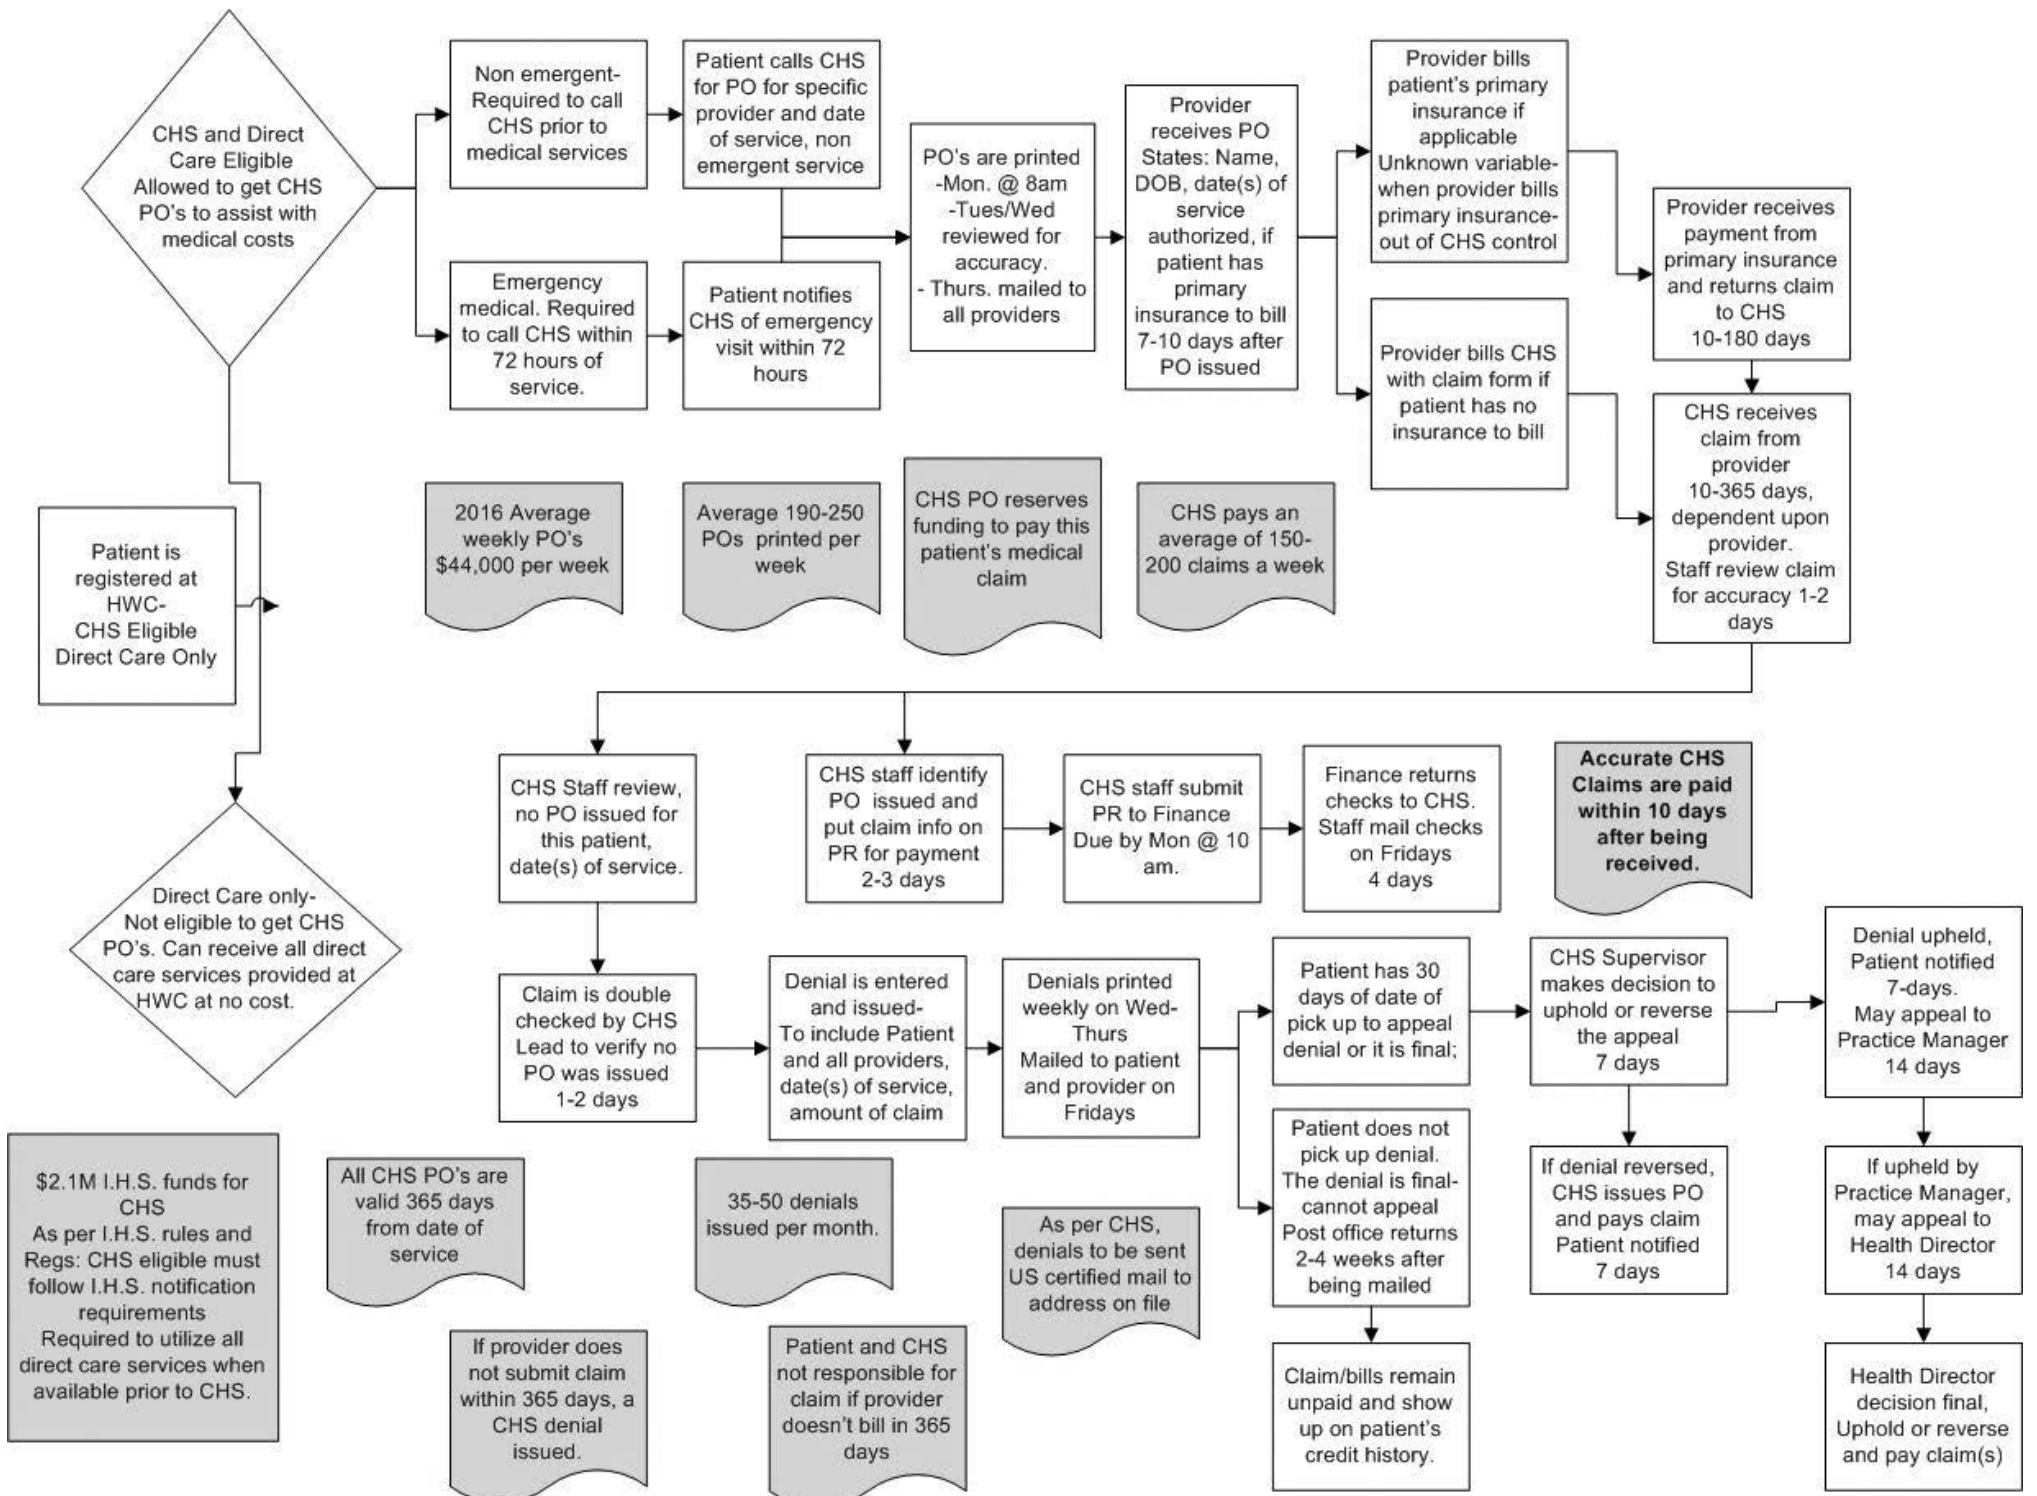 CHS and Direct
Care Eligible
Allowed to get CHS
PO's to assist with
medical costs
Non emergent-
Required to call
CHS prior to
medical services
Patient calls CHS
for PO for specific
provider and date
of service, non
emergent service
Emergency
medical. Required
to call CHS within
72 hours of
service.
Patient notifies
CHS of emergency
visit within 72
hours
PO's are printed
-Mon. @ 8am
-Tues/Wed
reviewed for
accuracy.
- Thurs. mailed to
all providers
Provider
receives PO
States: Name,
DOB, date(s) of
service
authorized, if
patient has
primary
insurance to bill
7-10 days after
PO issued
Provider bills
patient's primary
insurance if
applicable
Unknown variable-
when provider bills
primary insurance-
out of CHS control
Provider bills CHS
with claim form if
patient has no
insurance to bill
Provider receives
payment from
primary insurance
and returns claim
to CHS
10-180 days
CHS receives
claim from
provider
10-365 days,
dependent upon
provider.
Staff review claim
for accuracy 1-2
days
2016 Average
weekly PO's
$44,000 per week
Average 190-250
POs printed per
week
CHS PO reserves
funding to pay this
patient's medical
claim
CHS pays an
average of 150-
200 claims a week
Patient is
registered at
HWC-
CHS Eligible
Direct Care Only
Direct Care only-
Not eligible to get CHS
PO's. Can receive all direct
care services provided at
HWC at no cost.
CHS Staff review,
no PO issued for
this patient,
date(s) of service.
CHS staff identify
PO issued and
put claim info on
PR for payment
2-3 days
CHS staff submit
PR to Finance
Due by Mon @ 10
am.
Finance returns
checks to CHS.
Staff mail checks
on Fridays
4 days
Accurate CHS
Claims are paid
within 10 days
after being
received.
Claim is double
checked by CHS
Lead to verify no
PO was issued
1-2 days
Denial is entered
and issued-
To include Patient
and all providers,
date(s) of service,
amount of claim
Denials printed
weekly on Wed-
Thurs
Mailed to patient
and provider on
Fridays
Patient has 30
days of date of
pick up to appeal
denial or it is final;
CHS Supervisor
makes decision to
uphold or reverse
the appeal
7 days
Denial upheld,
Patient notified
7-days.
May appeal to
Practice Manager
14 days
Patient does not
pick up denial.
The denial is final-
cannot appeal
Post office returns
2-4 weeks after
being mailed
If denial reversed,
CHS issues PO
and pays claim
Patient notified
7 days
If upheld by
Practice Manager,
may appeal to
Health Director
14 days
Claim/bills remain
unpaid and show
up on patient's
credit history.
Health Director
decision final,
Uphold or reverse
and pay claim(s)
$2.1M I.H.S. funds for
CHS
As per I.H.S. rules and
Regs: CHS eligible must
follow I.H.S. notification
requirements
Required to utilize all
direct care services when
available prior to CHS.
All CHS PO's are
valid 365 days
from date of
service
35-50 denials
issued per month.
As per CHS,
denials to be sent
US certified mail to
address on file
If provider does
not submit claim
within 365 days, a
CHS denial
issued.
Patient and CHS
not responsible for
claim if provider
doesn't bill in 365
days